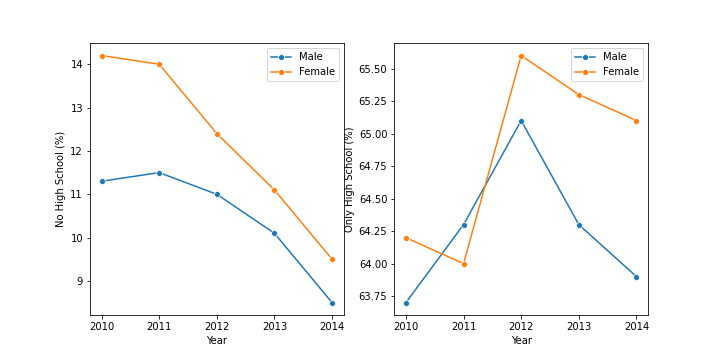 No High School (%)
14
13
12
11
10
9
2010 2011 2012 2013 2014
Year
Male
Female
Only High School (%)
65.50
65.25
65.00
64.75
64.50
64.25
64.00
63.75
2010 2011 2012 2013 2014
Year
Male
Female